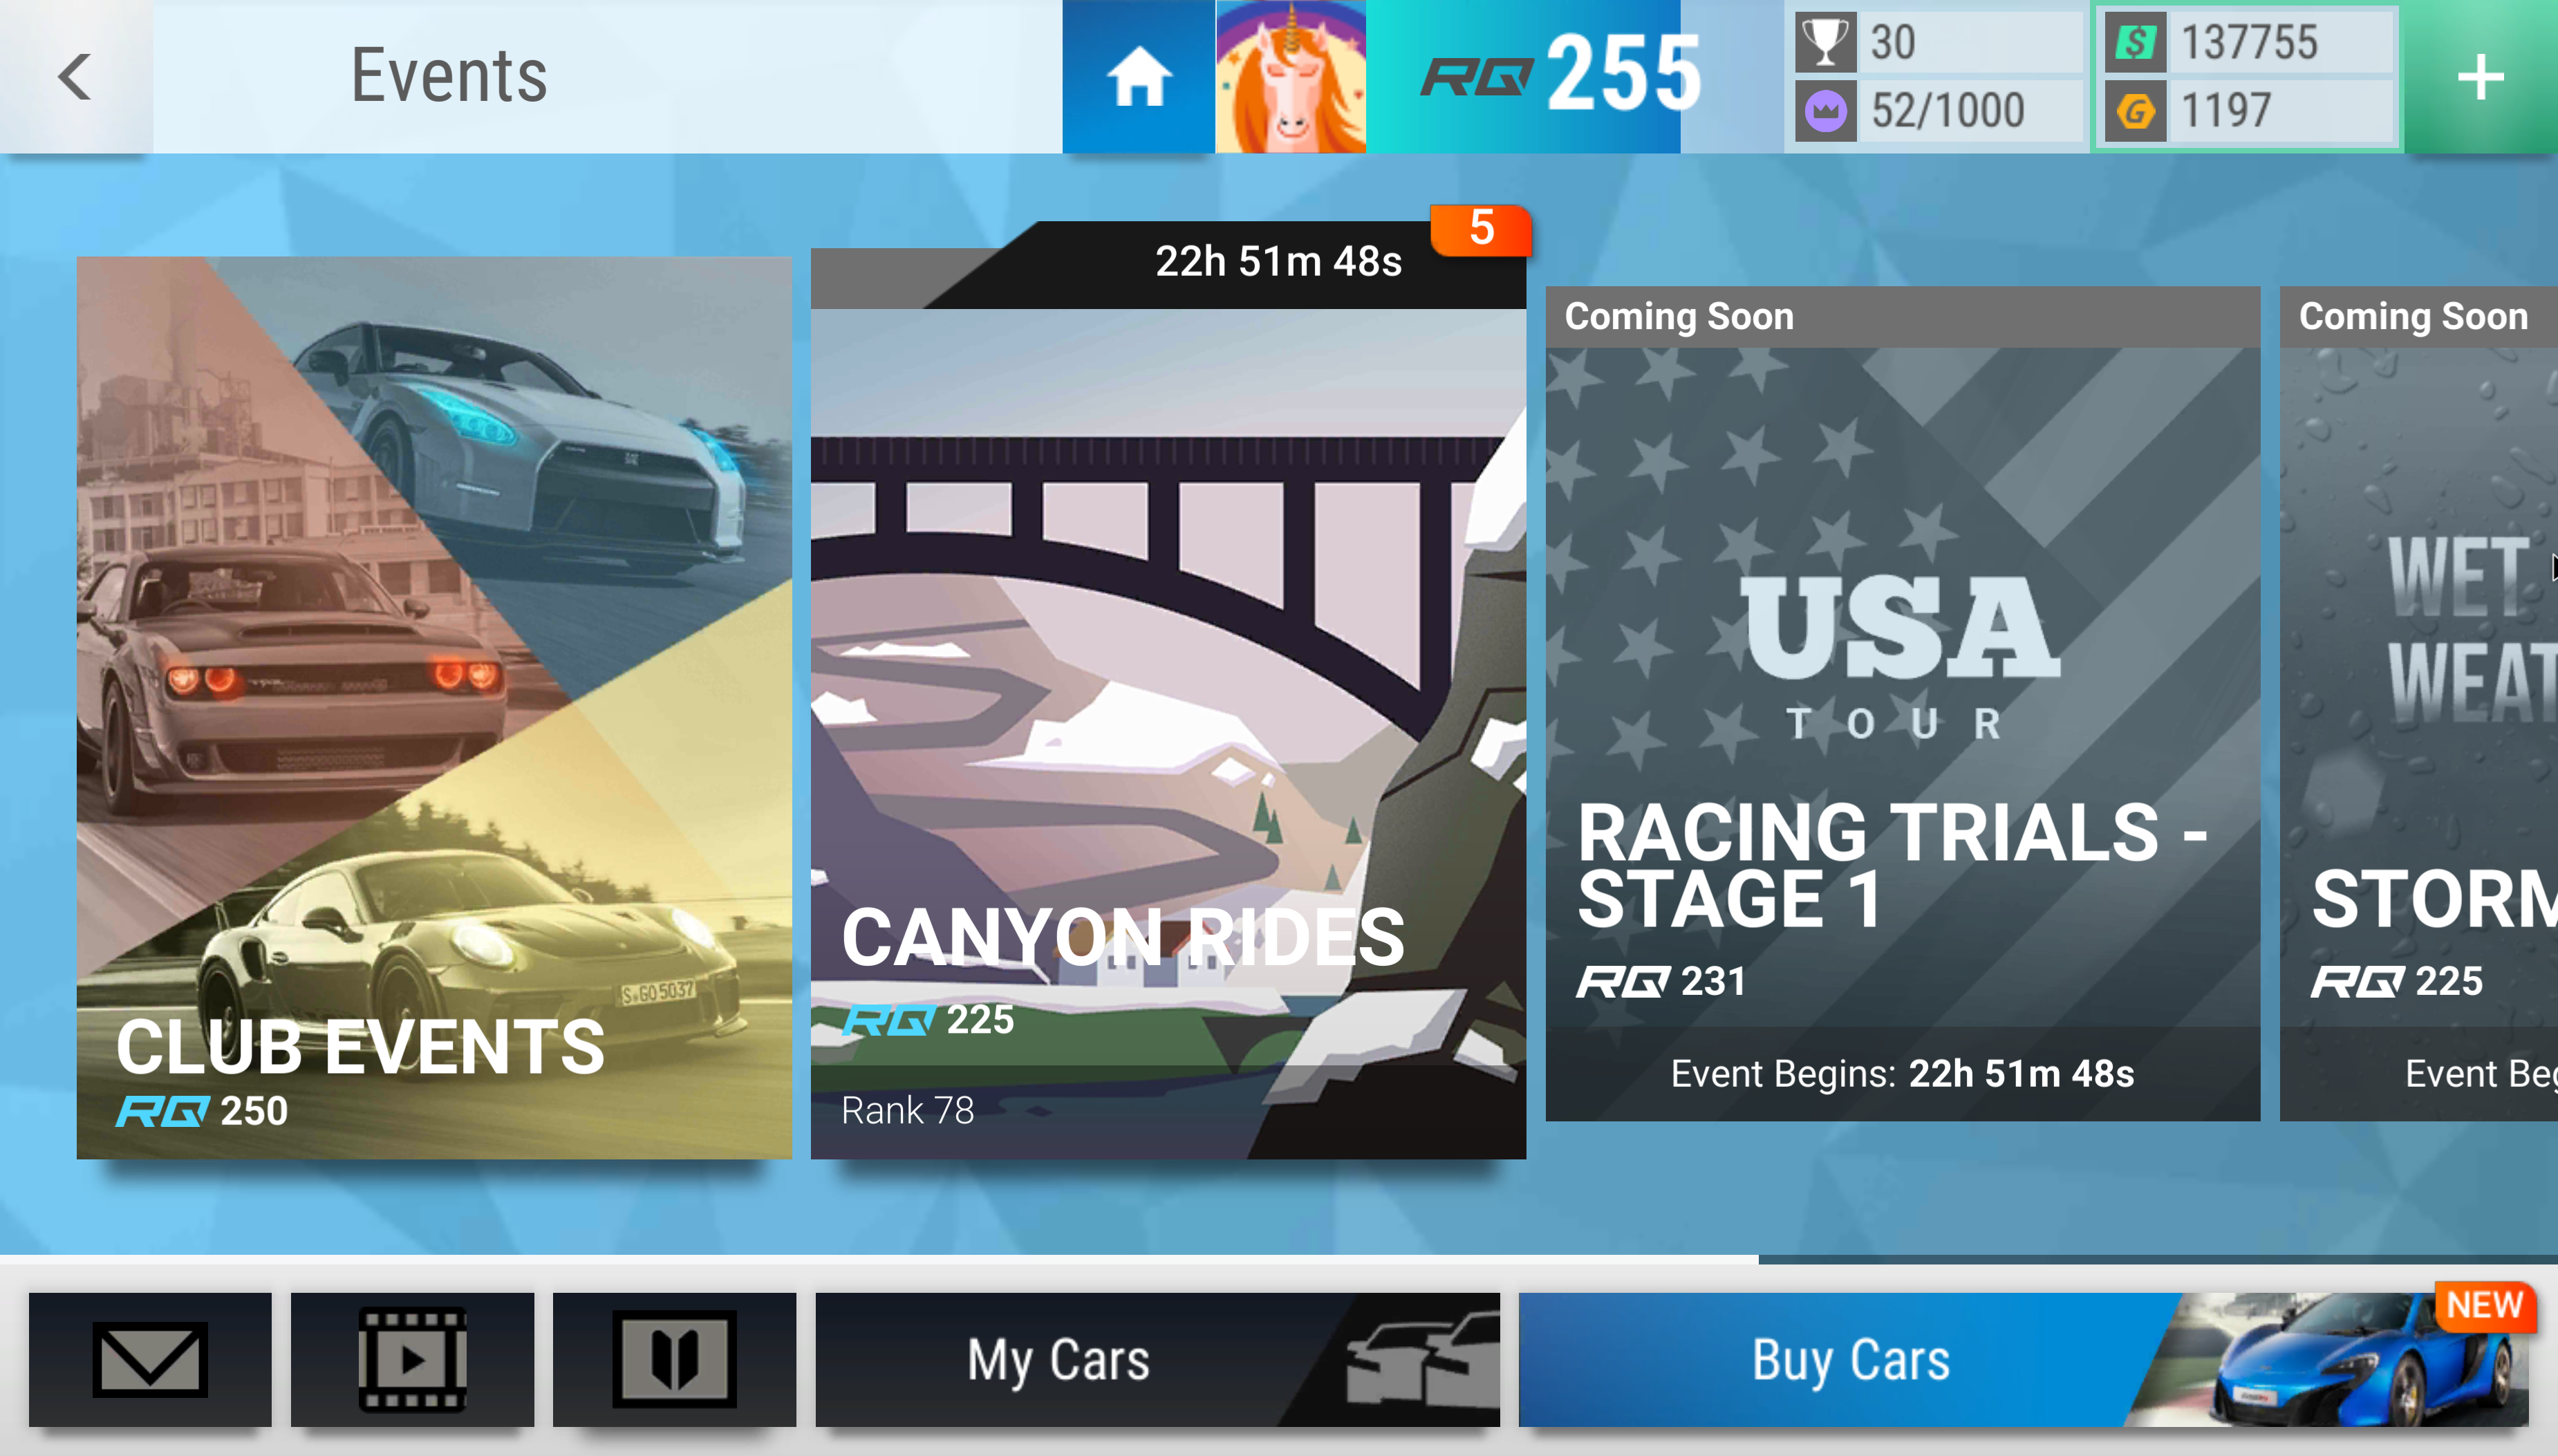 Events
RQ 255
30
52/1000
$ 137755
G 1197
+
22h 51m 48s
5
CLUB EVENTS
RQ 250
S·GO 5037
CANYON RIDES
RQ 225
Rank 78
Coming Soon
USA
TOUR
RACING TRIALS -
STAGE 1
RQ 231
Event Begins: 22h 51m 48s
Coming Soon
WET
WEAT
STORM
RQ 225
Event Beg
My Cars
Buy Cars
NEW